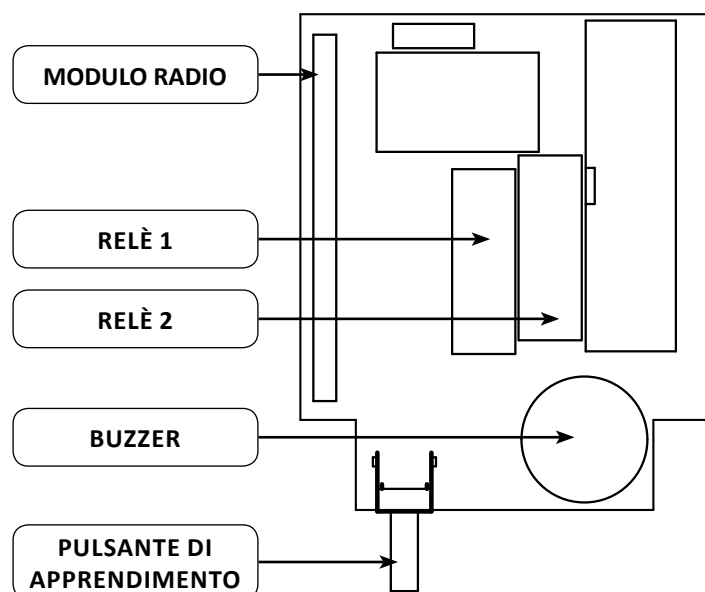 MODULO RADIO
RELÈ 1
RELÈ 2
BUZZER
PULSANTE DI
APPRENDIMENTO